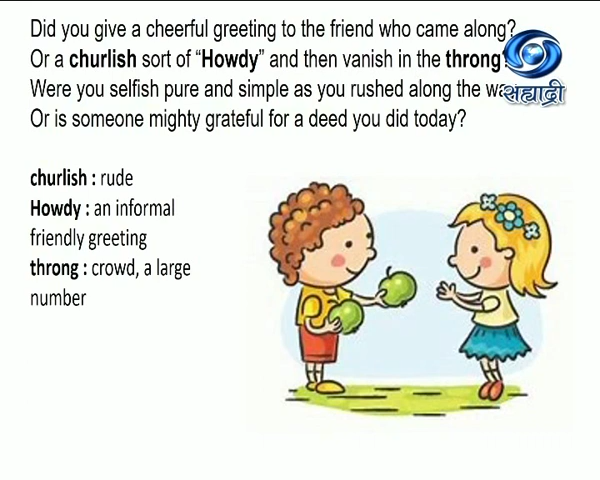 Did you give a cheerful greeting to the friend who came along?
Or a churlish sort of “Howdy” and then vanish in the throng?
Were you selfish pure and simple as you rushed along the
Or is someone mighty grateful for a deed you did today?
churlish : rude
Howdy : an informal
friendly greeting
throng : crowd, a large
number
सह्याद्री